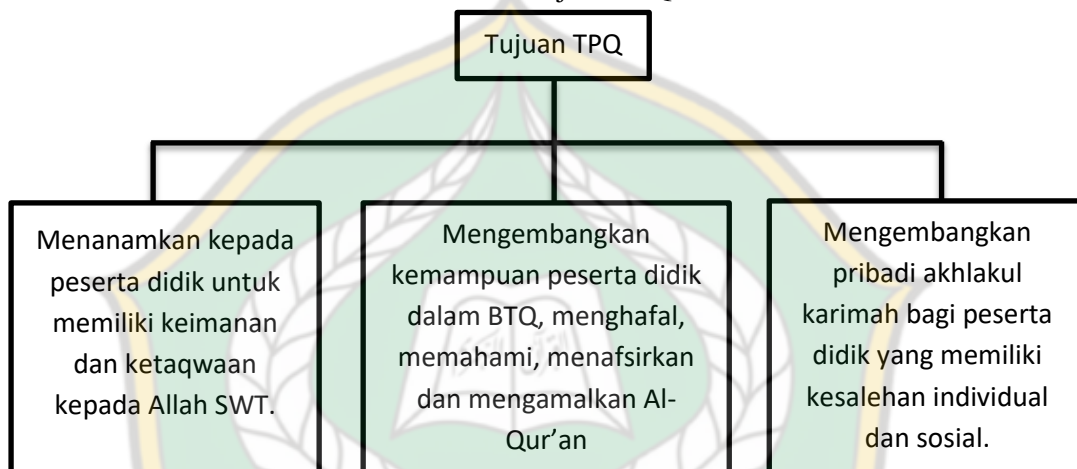 Tujuan TPQ
Menanamkan kepada
peserta didik untuk
memiliki keimanan
dan ketaqwaan
kepada Allah SWT.
Mengembangkan
kemampuan peserta didik
dalam BTQ, menghafal,
memahami, menafsirkan
dan mengamalkan Al-
Qur’an
Mengembangkan
pribadi akhlakul
karimah bagi peserta
didik yang memiliki
kesalehan individual
dan sosial.